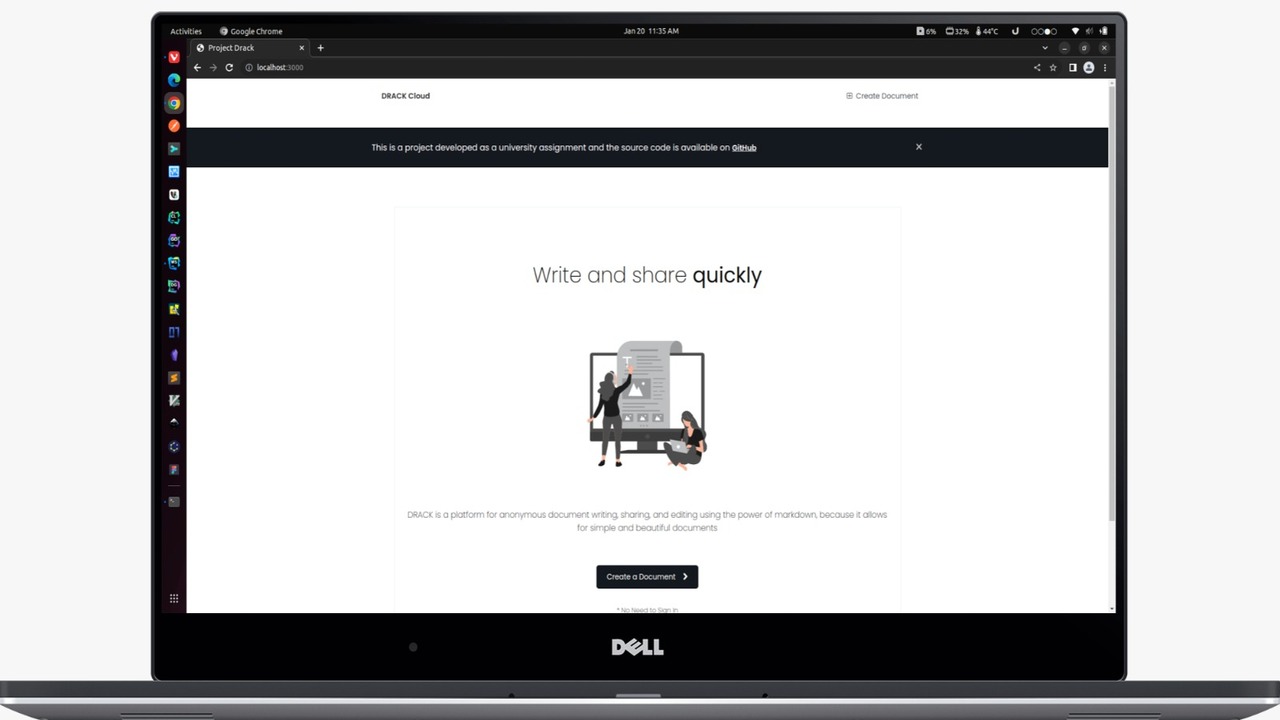 Activities
Google Chrome
Jan 20 11:35 AM
6%
32%
44°C
Project Drack
localhost:3000
DRACK Cloud
Create Document
This is a project developed as a university assignment and the source code is available on GitHub
Write and share quickly
T
DRACK is a platform for anonymous document writing, sharing, and editing using the power of markdown, because it allows
for simple and beautiful documents
Create a Document
* No Need to Sign In
DELL